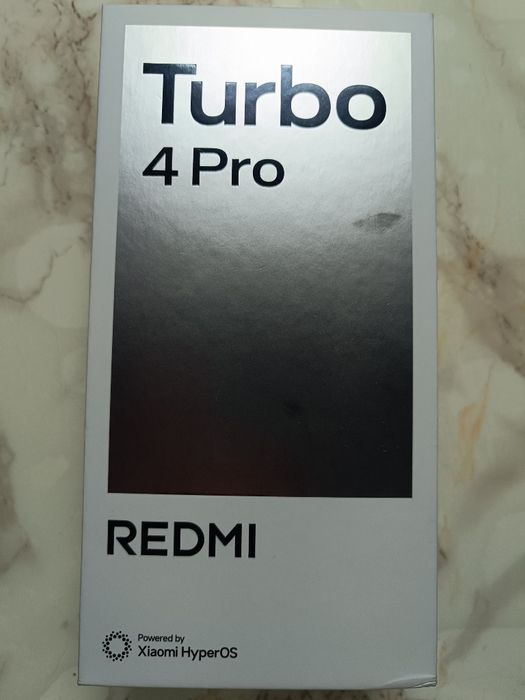 Turbo
4 Pro
REDMI
Powered by
Xiaomi HyperOS